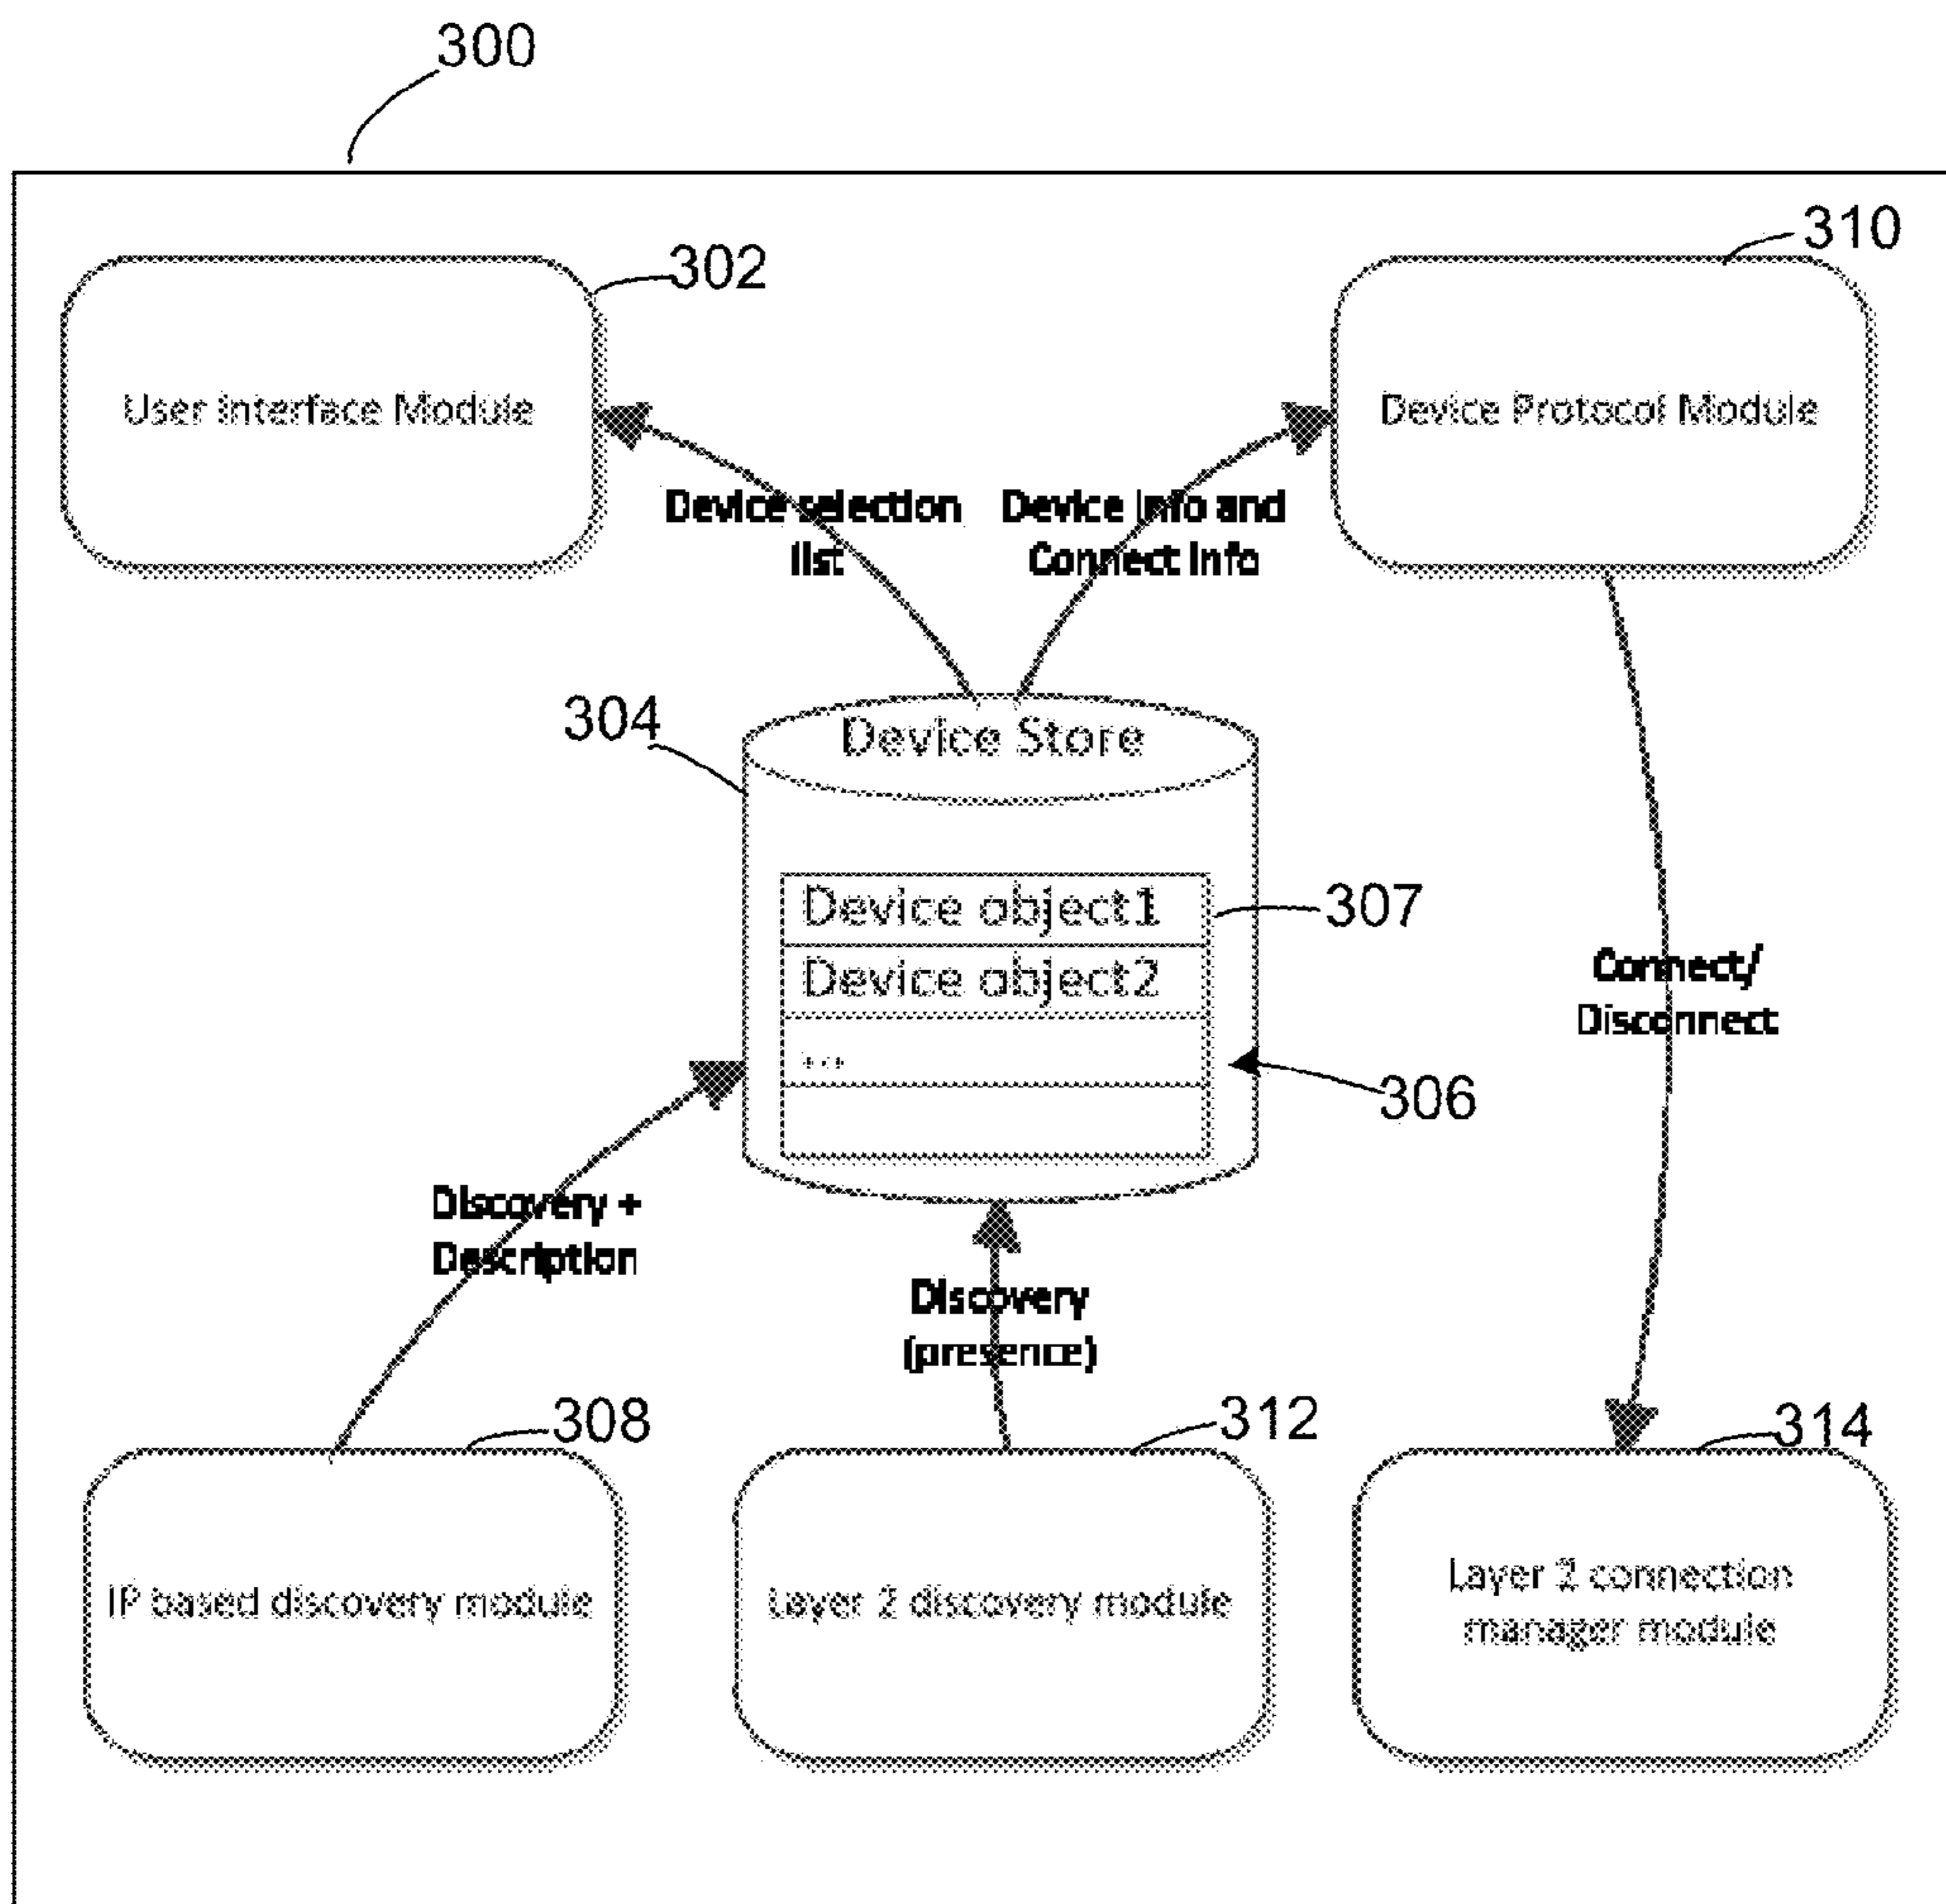 300
302
310
User Interface Module
Device Protocol Module
Device selection
list
Device Info and
Connect Info
304
Device Store
Device object1
307
Device object2
...
306
Connect/
Disconnect
Discovery +
Description
Discovery
(presence)
308
312
314
IP based discovery module
Layer 2 discovery module
Layer 2 connection
manager module